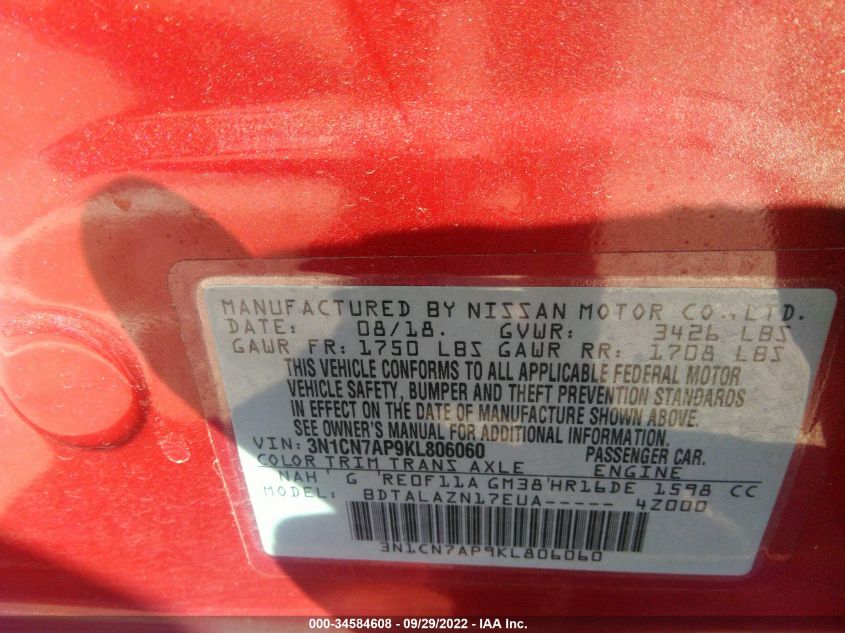 MANUFACTURED BY NISSAN MOTOR CO.,LTD.
DATE: 08/18. GVWR: 3426 LBS
GAWR FR: 1750 LBS GAWR RR: 1708 LBS
THIS VEHICLE CONFORMS TO ALL APPLICABLE FEDERAL MOTOR
VEHICLE SAFETY, BUMPER AND THEFT PREVENTION STANDARDS
IN EFFECT ON THE DATE OF MANUFACTURE SHOWN ABOVE.
SEE OWNER'S MANUAL FOR ADDITIONAL INFORMATION.
VIN: 3N1CN7AP9KL806060 PASSENGER CAR.
COLOR TRIM TRANS AXLE ENGINE
NAH G RE0F11A GM38 HR16DE 1598 CC
MODEL: BDTALAZN17EUA----- 4Z000
3N1CN7AP9KL806060
000-34584608 - 09/29/2022 - IAA Inc.